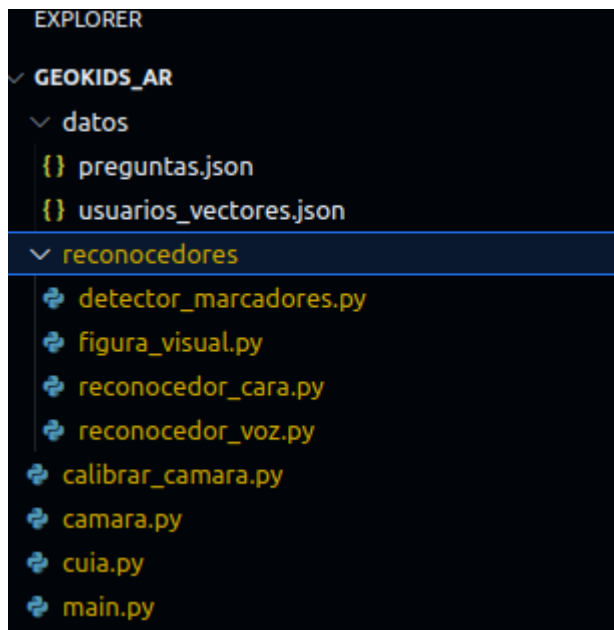 EXPLORER
GEOKIDS_AR
datos
{} preguntas.json
{} usuarios_vectores.json
reconocedores
detector_marcadores.py
figura_visual.py
reconocedor_cara.py
reconocedor_voz.py
calibrar_camara.py
camara.py
cuia.py
main.py